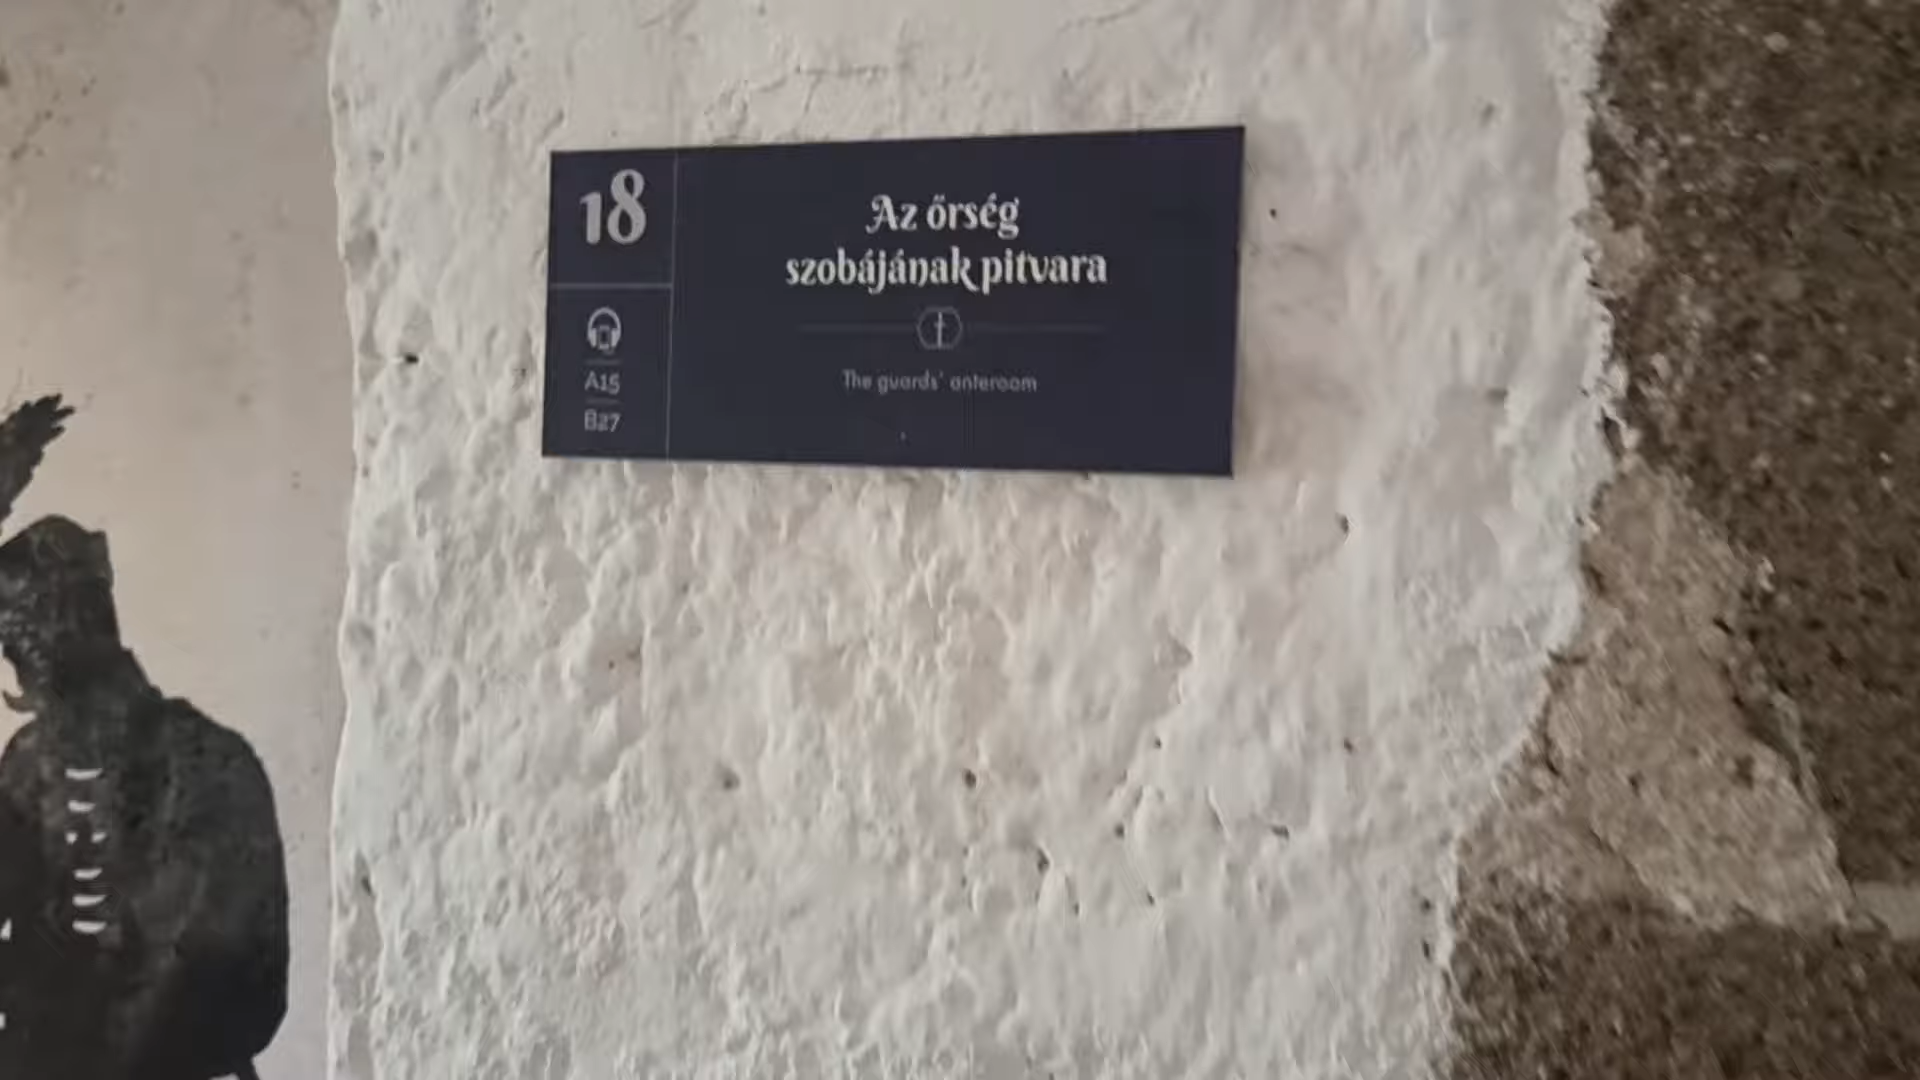 18
Az őrség
szobájának pitvara
The guards' anteroom
A15
B27